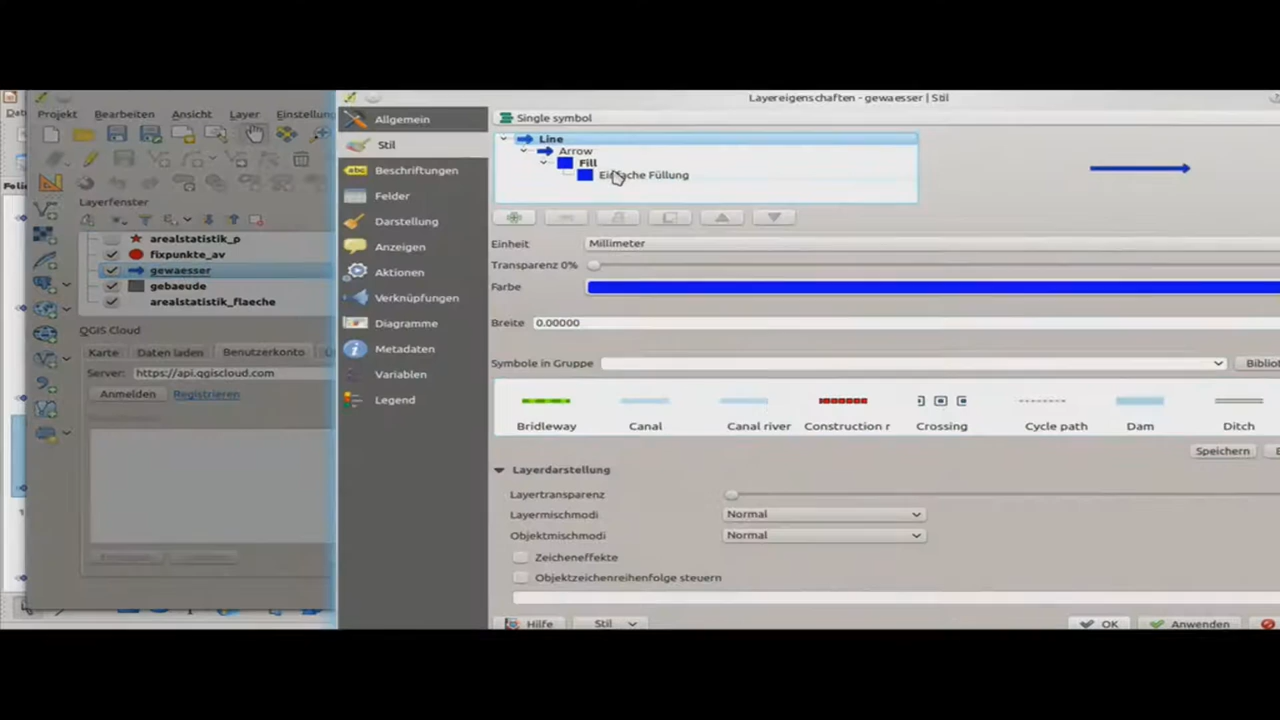 Layereigenschaften - gewaesser | Stil
Projekt
Bearbeiten
Ansicht
Layer
Layerfenster
arealstatistik_p
fixpunkte_av
gewaesser
gebaeude
arealstatistik_flaeche
QGIS Cloud
Karte
Daten laden
Benutzerkonto
Server:
https://api.qgiscloud.com
Anmelden
Registrieren
Allgemein
Stil
Beschriftungen
Felder
Darstellung
Anzeigen
Aktionen
Verknüpfungen
Diagramme
Metadaten
Variablen
Legend
Single symbol
Line
Arrow
Fill
Einfache Füllung
Einheit
Millimeter
Transparenz 0%
Farbe
Breite
0.00000
Symbole in Gruppe
Bridleway
Canal
Canal river
Construction r
Crossing
Cycle path
Dam
Ditch
Speichern
Layerdarstellung
Layertransparenz
Layermischmodi
Normal
Objektmischmodi
Normal
Zeicheneffekte
Objektzeichenreihenfolge steuern
Hilfe
Stil
OK
Anwenden